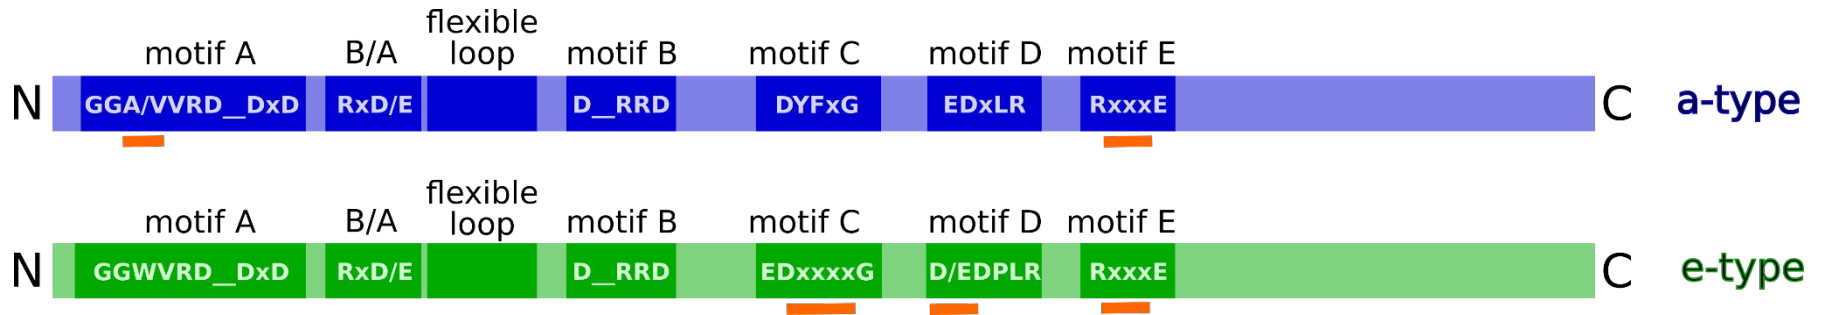 flexible
motif A B/A loop motif B motif C motif D motif E
N GGA/VVRD__DxD RxD/E D__RRD DYFxG EDxLR RxxxE C a-type
flexible
motif A B/A loop motif B motif C motif D motif E
N GGWVRD__DxD RxD/E D__RRD EDxxxxG D/EDPLR RxxxE C e-type